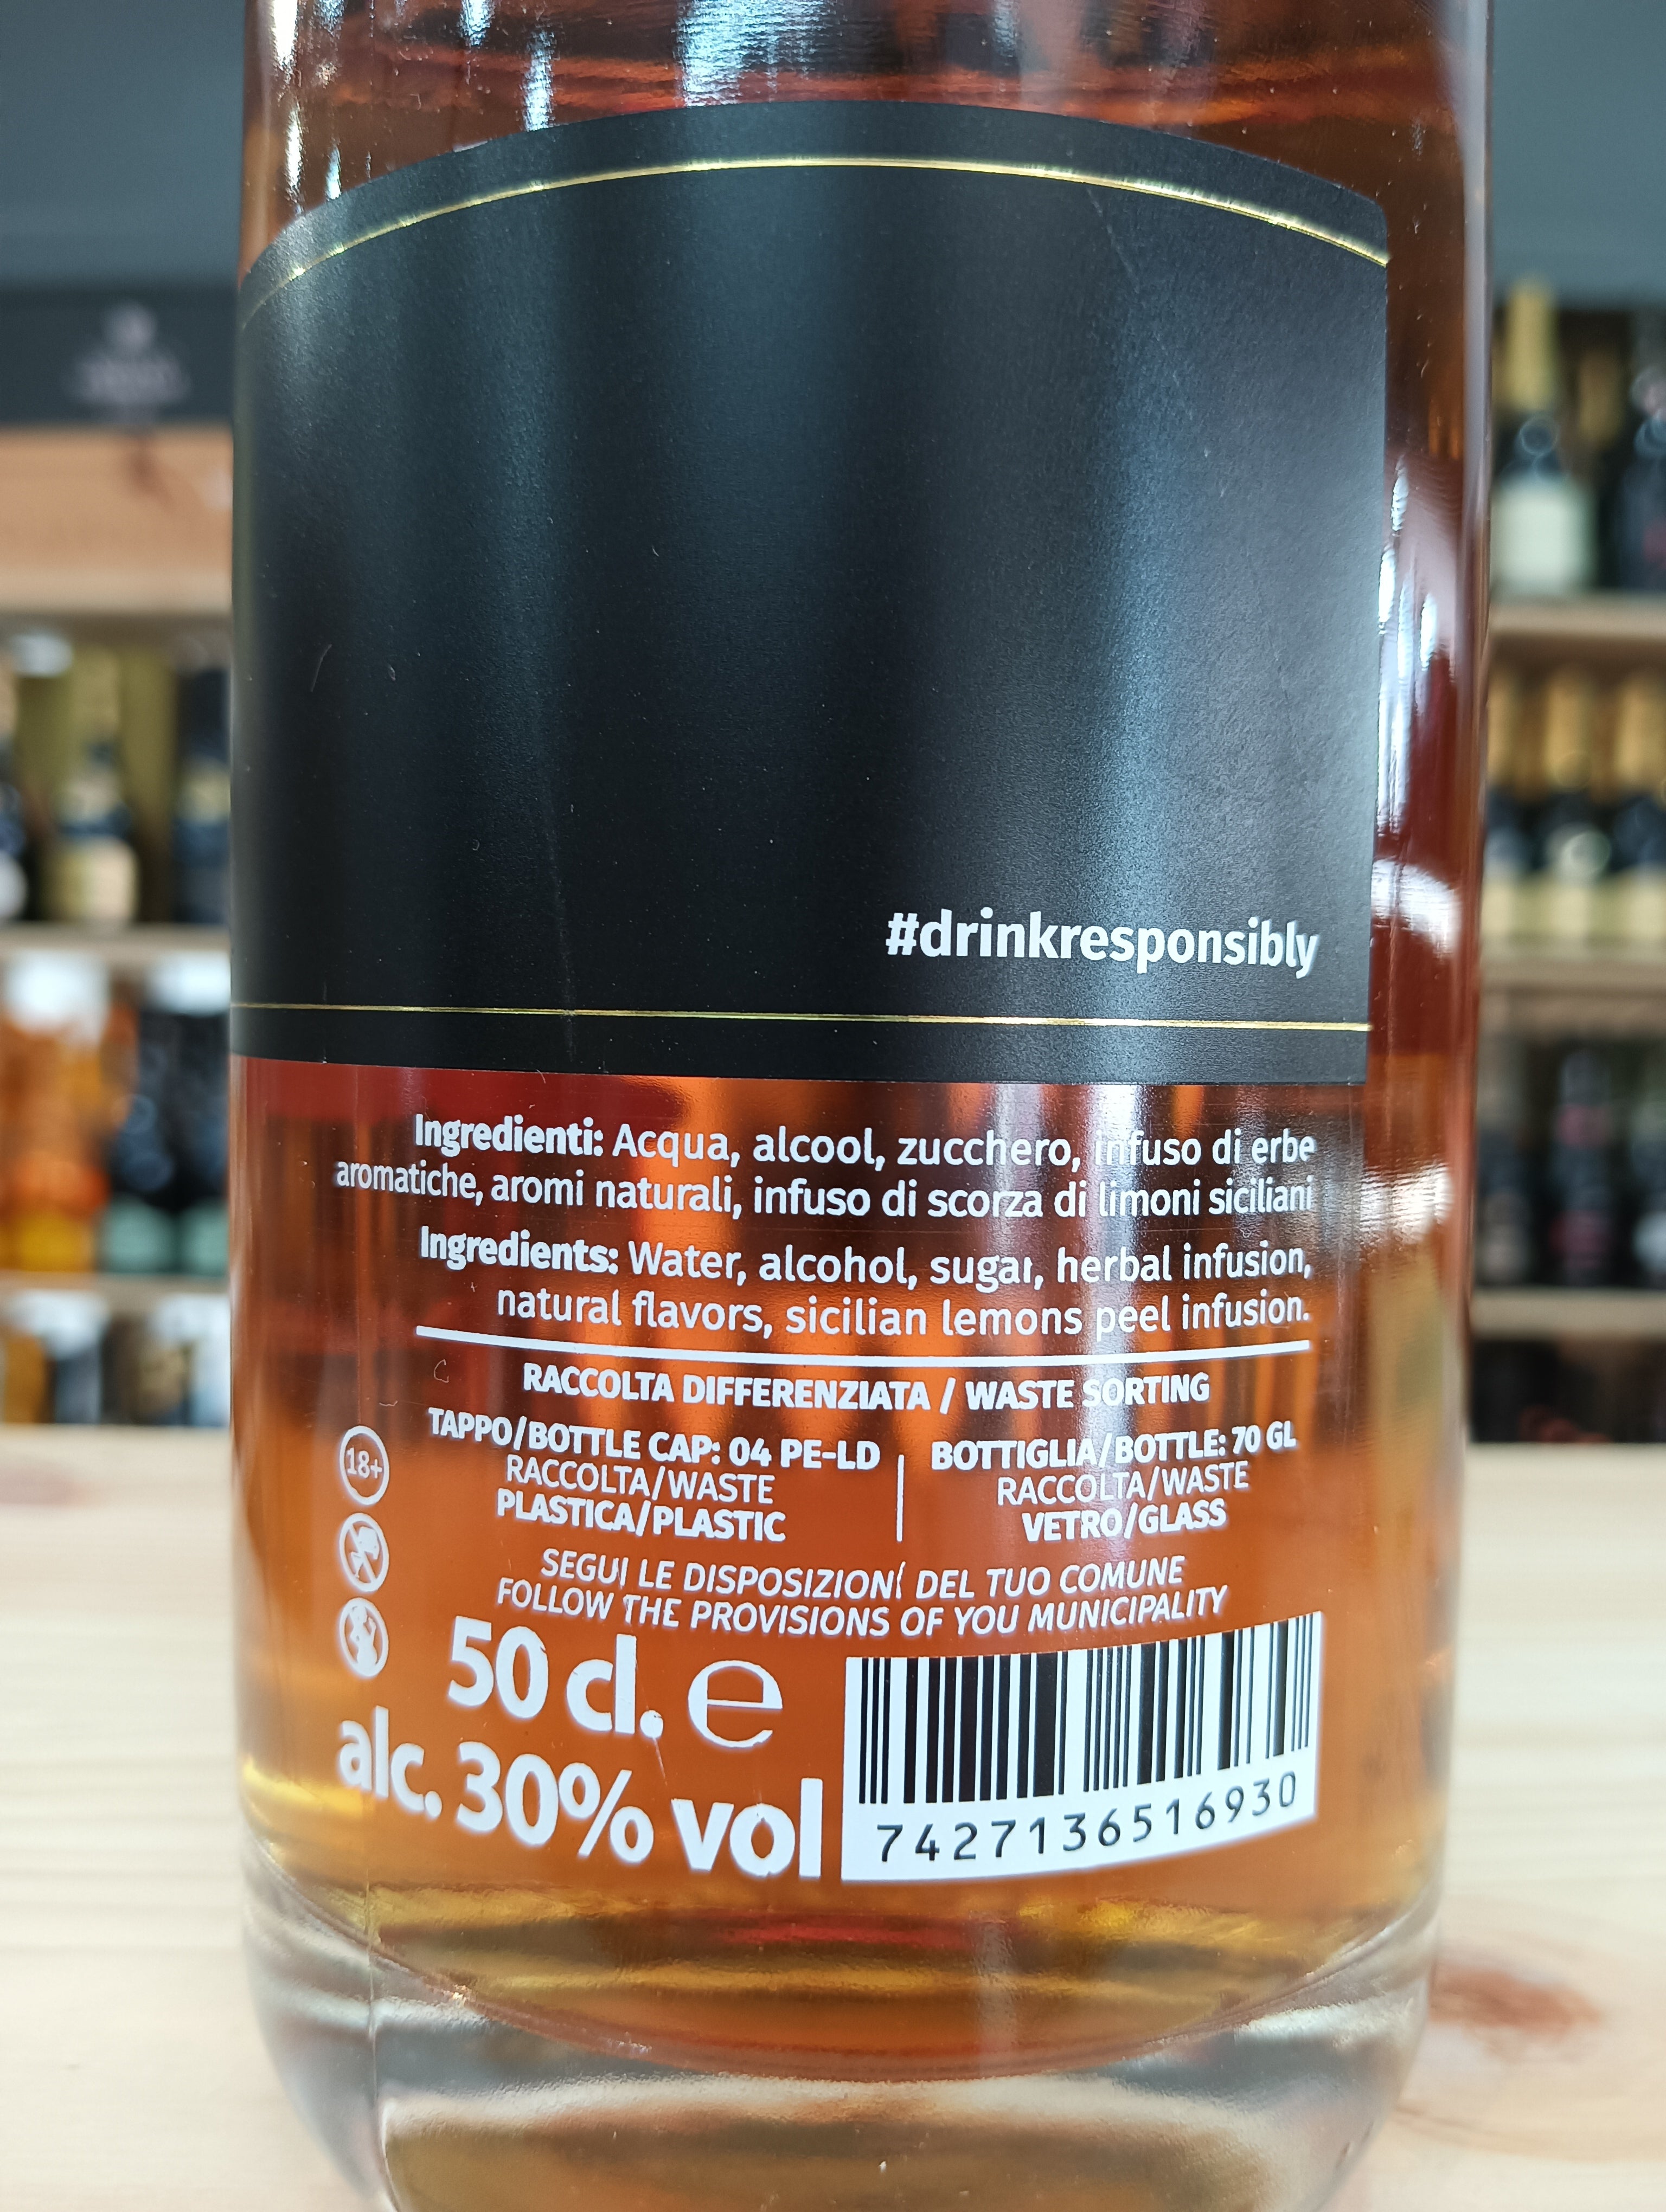 #drinkresponsibly
Ingredienti: Acqua, alcool, zucchero, infuso di erbe
aromatiche, aromi naturali, infuso di scorza di limoni siciliani
Ingredients: Water, alcohol, sugar, herbal infusion,
natural flavors, sicilian lemons peel infusion.
RACCOLTA DIFFERENZIATA / WASTE SORTING
TAPPO/BOTTLE CAP: 04 PE-LD
RACCOLTA/WASTE
PLASTICA/PLASTIC
BOTTIGLIA/BOTTLE: 70 GL
RACCOLTA/WASTE
VETRO/GLASS
18+
SEGUI LE DISPOSIZIONI DEL TUO COMUNE
FOLLOW THE PROVISIONS OF YOU MUNICIPALITY
50 cl. e
alc. 30% vol
7427136516930